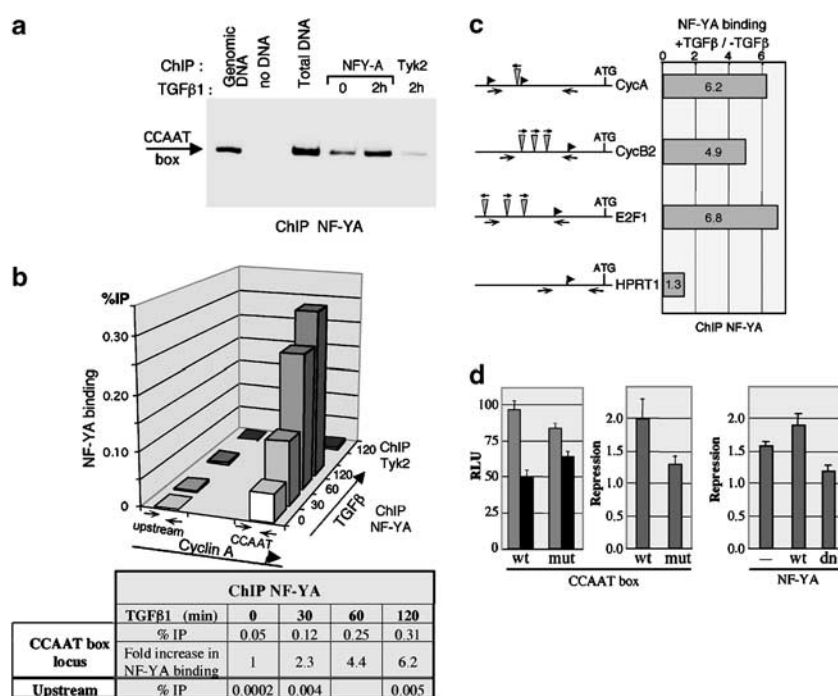 a
ChIP :
TGFβ1 :
Genomic DNA
no DNA
Total DNA
NFY-A
Tyk2
0
2h
2h
CCAAT
box
ChIP NF-YA
b
%IP
0.30
0.20
0.10
0
NF-YA binding
upstream
CCAAT
Cyclin A
0
30
60
120
120
TGFβ
ChIP
Tyk2
ChIP
NF-YA
ChIP NF-YA
TGFβ1 (min) 0 30 60 120
CCAAT box locus
% IP 0.05 0.12 0.25 0.31
Fold increase in NF-YA binding 1 2.3 4.4 6.2
Upstream % IP 0.0002 0.004 0.005
c
NF-YA binding
+TGFβ / -TGFβ
0 2 4 6
ATG
CycA
6.2
ATG
CycB2
4.9
ATG
E2F1
6.8
ATG
HPRT1
1.3
ChIP NF-YA
d
RLU
100
75
50
25
0
wt mut
Repression
2.0
1.5
1.0
0.5
0.0
wt mut
CCAAT box
Repression
2.0
1.5
1.0
0.5
0.0
— wt dn
NF-YA